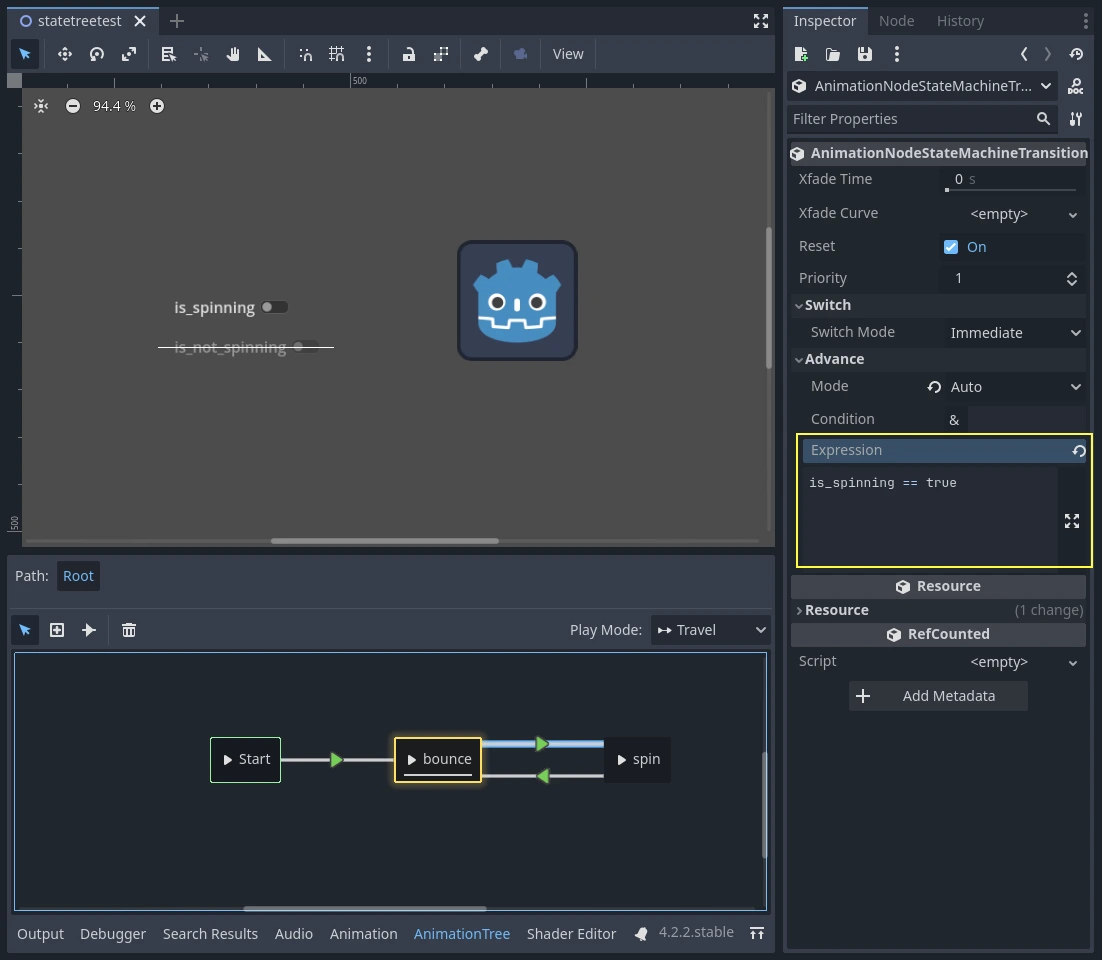 statetreetest
Inspector Node History
View
500
AnimationNodeStateMachineTr...
DOC
94.4 %
Filter Properties
AnimationNodeStateMachineTransition
Xfade Time 0 s
Xfade Curve <empty>
Reset On
Priority 1
Switch
Switch Mode Immediate
Advance
Mode Auto
Condition &
Expression
is_spinning == true
is_spinning
is_not_spinning
500
Resource
Resource (1 change)
RefCounted
Script <empty>
Add Metadata
Path: Root
Play Mode: Travel
Start bounce spin
Output Debugger Search Results Audio Animation AnimationTree Shader Editor 4.2.2.stable